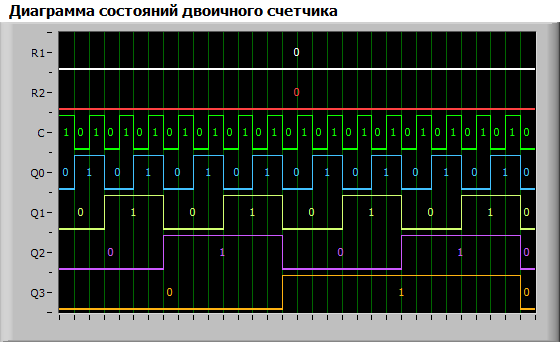 Диаграмма состояний двоичного счетчика
R1 0
R2 0
C 1 0 1 0 1 0 1 0 1 0 1 0 1 0 1 0 1 0 1 0 1 0 1 0 1 0 1 0 1 0 1 0
Q0 0 1 0 1 0 1 0 1 0 1 0 1 0 1 0 1 0
Q1 0 1 0 1 0 1 0 1 0
Q2 0 1 0 1 0
Q3 0 1 0